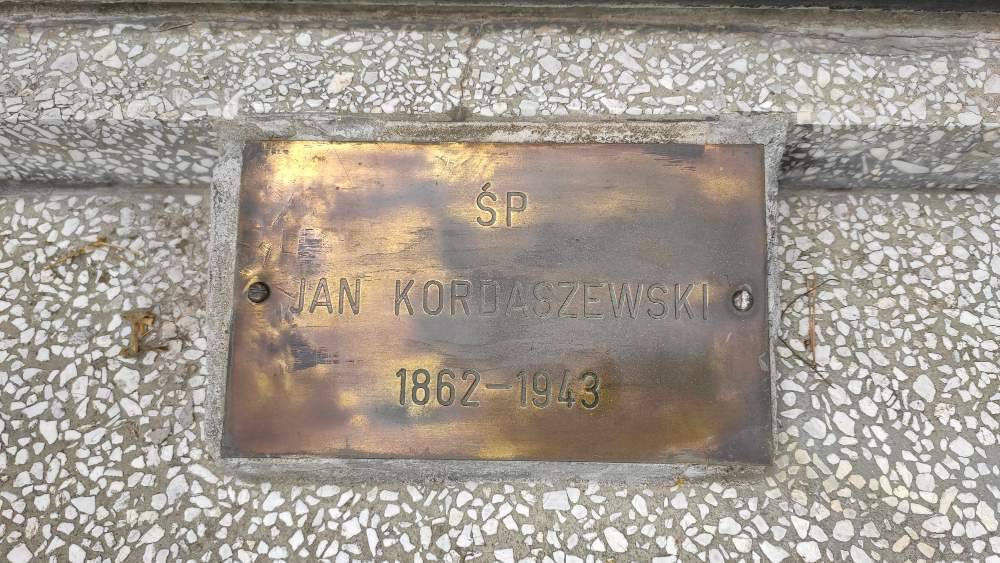 ŚP
JAN KORDASZEWSKI
1862-1943